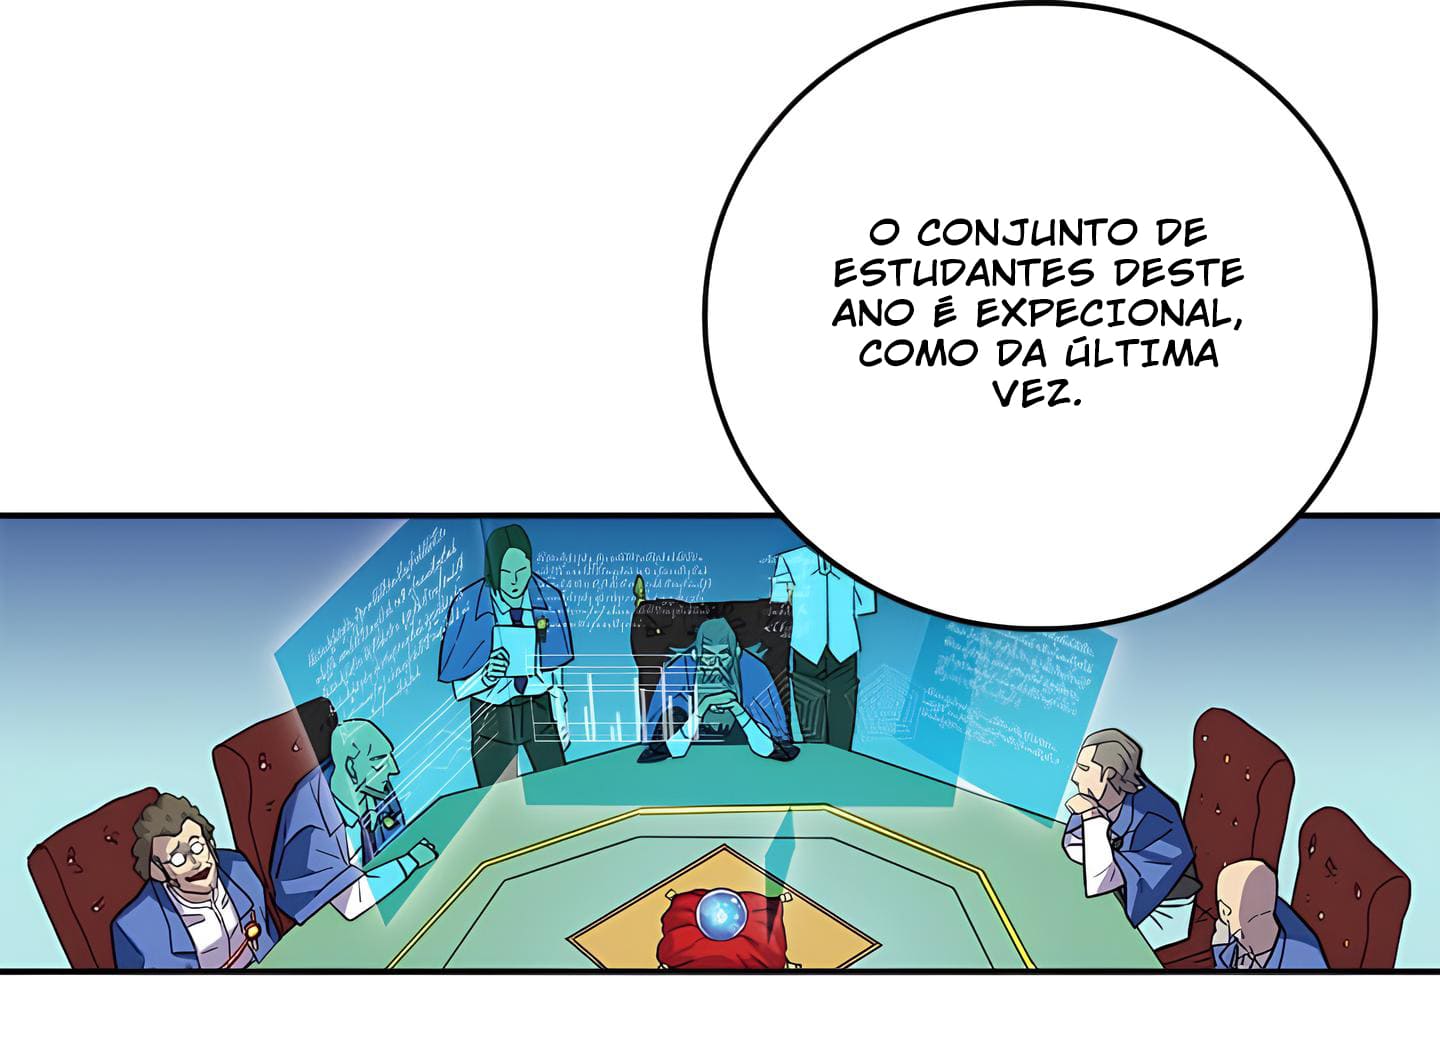 O CONJUNTO DE
ESTUDANTES DESTE
ANO É EXPECIONAL,
COMO DA ÚLTIMA
VEZ.